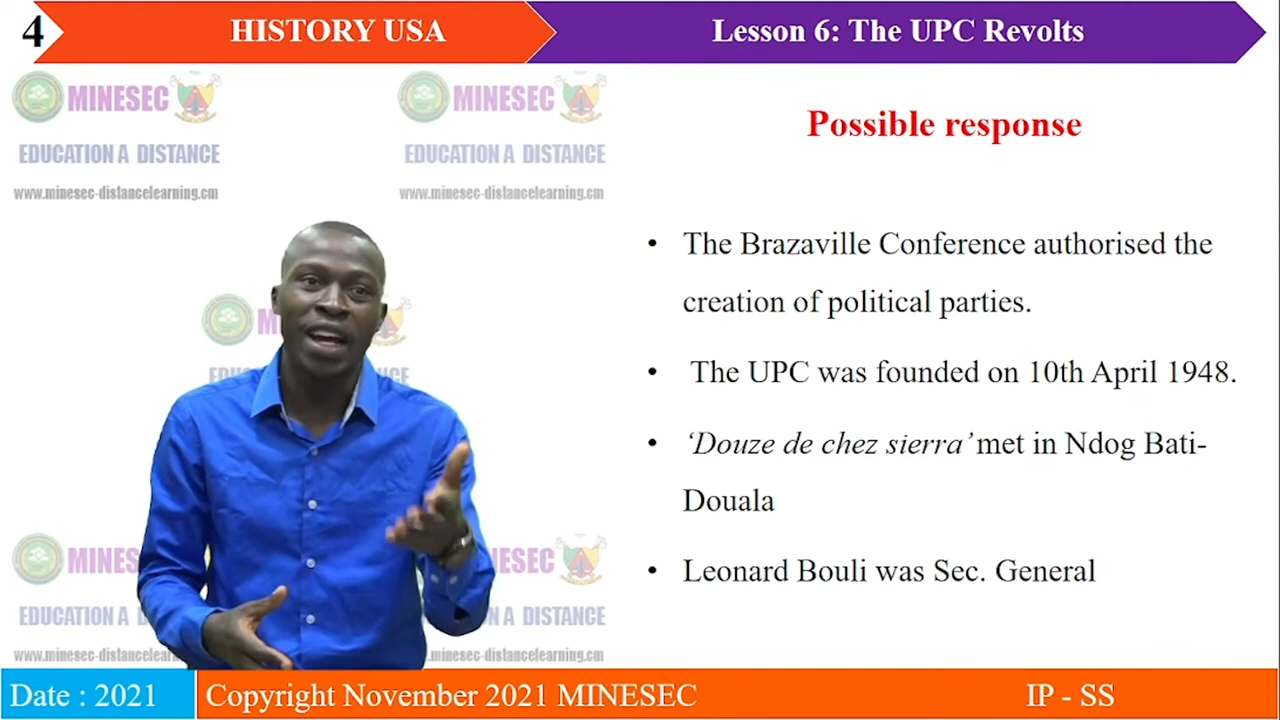 4
HISTORY USA
Lesson 6: The UPC Revolts
MINESEC
EDUCATION A DISTANCE
www.minesec-distancelearning.cm
MINESEC
EDUCATION A DISTANCE
www.minesec-distancelearning.cm
Possible response
• The Brazaville Conference authorised the
creation of political parties.
• The UPC was founded on 10th April 1948.
• ‘Douze de chez sierra’ met in Ndog Bati-
Douala
• Leonard Bouli was Sec. General
Date : 2021
Copyright November 2021 MINESEC
IP - SS